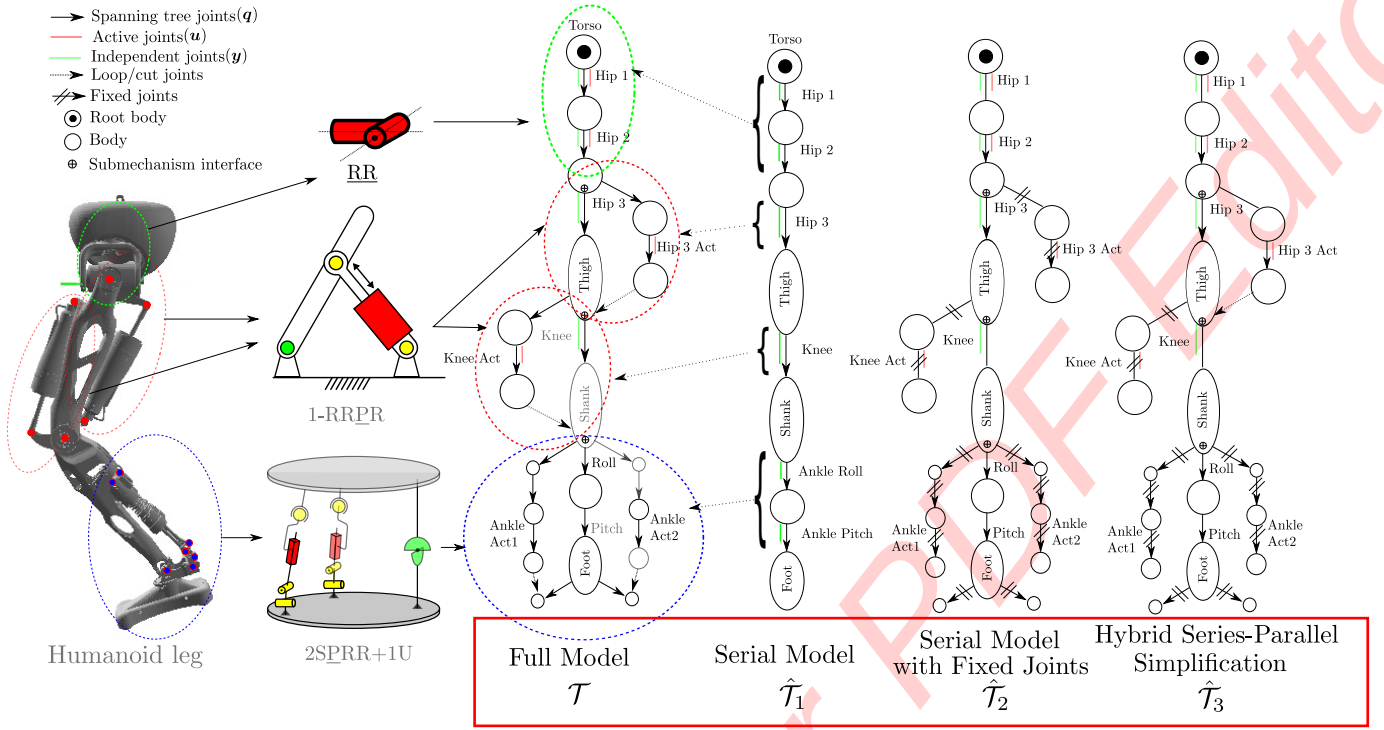 Spanning tree joints(q)
Active joints(u)
Independent joints(y)
Loop/cut joints
Fixed joints
Root body
Body
Submechanism interface
RR
1-RRPR
2SPRR+1U
Humanoid leg
Torso
Hip 1
Hip 2
Hip 3
Hip 3 Act
Thigh
Knee
Knee Act
Shank
Roll
Ankle
Act1
Pitch
Ankle
Act2
Foot
Full Model
𝒯
Torso
Hip 1
Hip 2
Hip 3
Thigh
Knee
Shank
Ankle Roll
Ankle Pitch
Foot
Serial Model
𝒯̂₁
Hip 1
Hip 2
Hip 3
Hip 3 Act
Thigh
Knee
Knee Act
Shank
Roll
Ankle
Act1
Pitch
Ankle
Act2
Foot
Serial Model
with Fixed Joints
𝒯̂₂
Hip 1
Hip 2
Hip 3
Hip 3 Act
Thigh
Knee
Knee Act
Shank
Roll
Ankle
Act1
Pitch
Ankle
Act2
Foot
Hybrid Series-Parallel
Simplification
𝒯̂₃
r PDF Edito